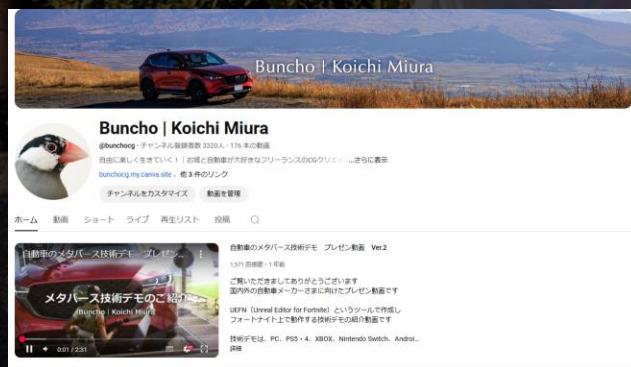 Buncho | Koichi Miura
Buncho | Koichi Miura
@bunchocg・チャンネル登録者数 3320人・176 本の動画
自由に楽しく生きていく！｜お城と自動車が大好きなフリーランスのCGクリエイ ...さらに表示
bunchocg.my.canva.site、他 3 件のリンク
チャンネルをカスタマイズ 動画を管理
ホーム 動画 ショート ライブ 再生リスト 投稿
自動車のメタバース技術デモ　プレゼン...
メタバース技術デモのご紹介
Buncho | Koichi Miura
0:01 / 2:31
自動車のメタバース技術デモ　プレゼン動画　Ver.2
1,571 回視聴・1 年前
ご覧いただきましてありがとうございます
国内外の自動車メーカーさまに向けたプレゼン動画です
UEFN（Unreal Editor for Fortnite）というツールで作成し
フォートナイト上で動作する技術デモの紹介動画です
技術デモは、PC、PS5・4、XBOX、Nintendo Switch、Androi...
詳細